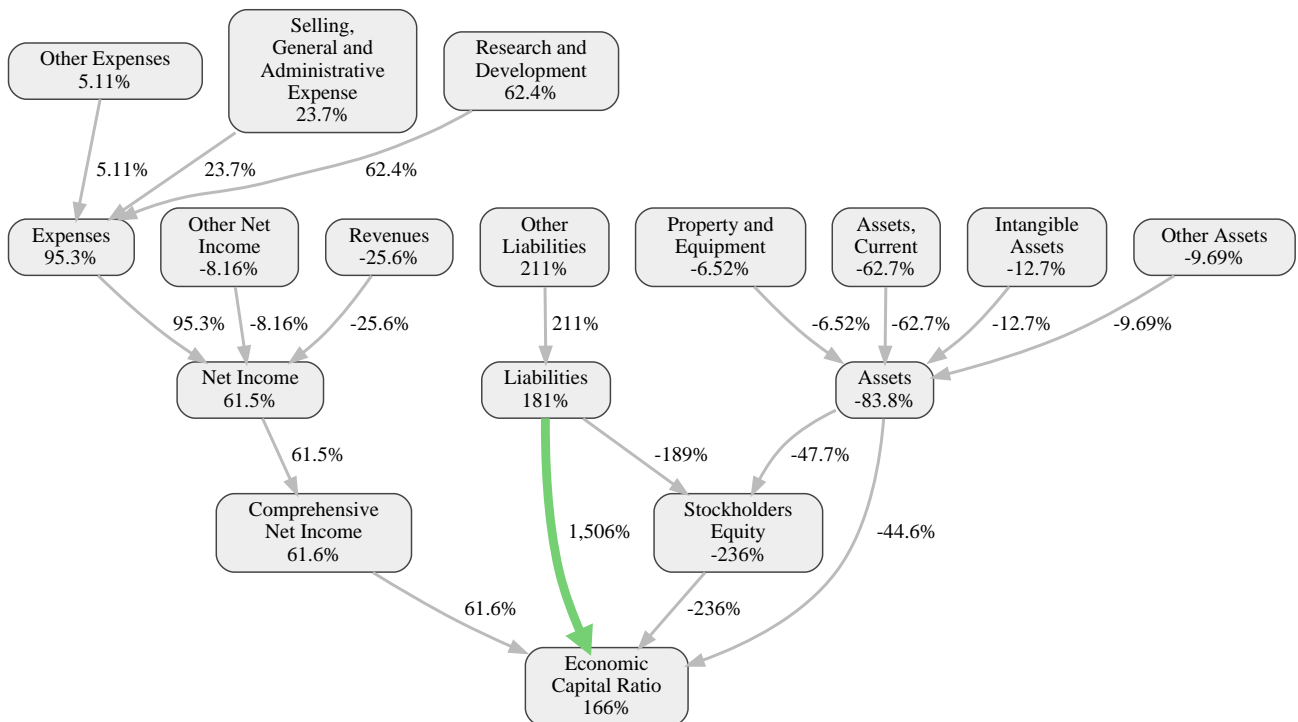 Other Expenses
5.11%
Selling,
General and
Administrative
Expense
23.7%
Research and
Development
62.4%
5.11%
23.7%
62.4%
Expenses
95.3%
Other Net
Income
-8.16%
Revenues
-25.6%
Other
Liabilities
211%
Property and
Equipment
-6.52%
Assets,
Current
-62.7%
Intangible
Assets
-12.7%
Other Assets
-9.69%
95.3%
-8.16%
-25.6%
211%
-6.52%
-62.7%
-12.7%
-9.69%
Net Income
61.5%
Liabilities
181%
Assets
-83.8%
61.5%
-189%
-47.7%
Comprehensive
Net Income
61.6%
1,506%
Stockholders
Equity
-236%
-44.6%
61.6%
-236%
Economic
Capital Ratio
166%